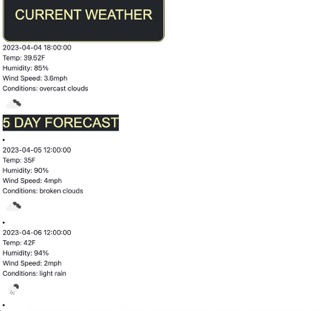 CURRENT WEATHER
2023-04-04 18:00:00
Temp: 39.52F
Humidity: 85%
Wind Speed: 3.6mph
Conditions: overcast clouds
5 DAY FORECAST
2023-04-05 12:00:00
Temp: 35F
Humidity: 90%
Wind Speed: 4mph
Conditions: broken clouds
2023-04-06 12:00:00
Temp: 42F
Humidity: 94%
Wind Speed: 2mph
Conditions: light rain